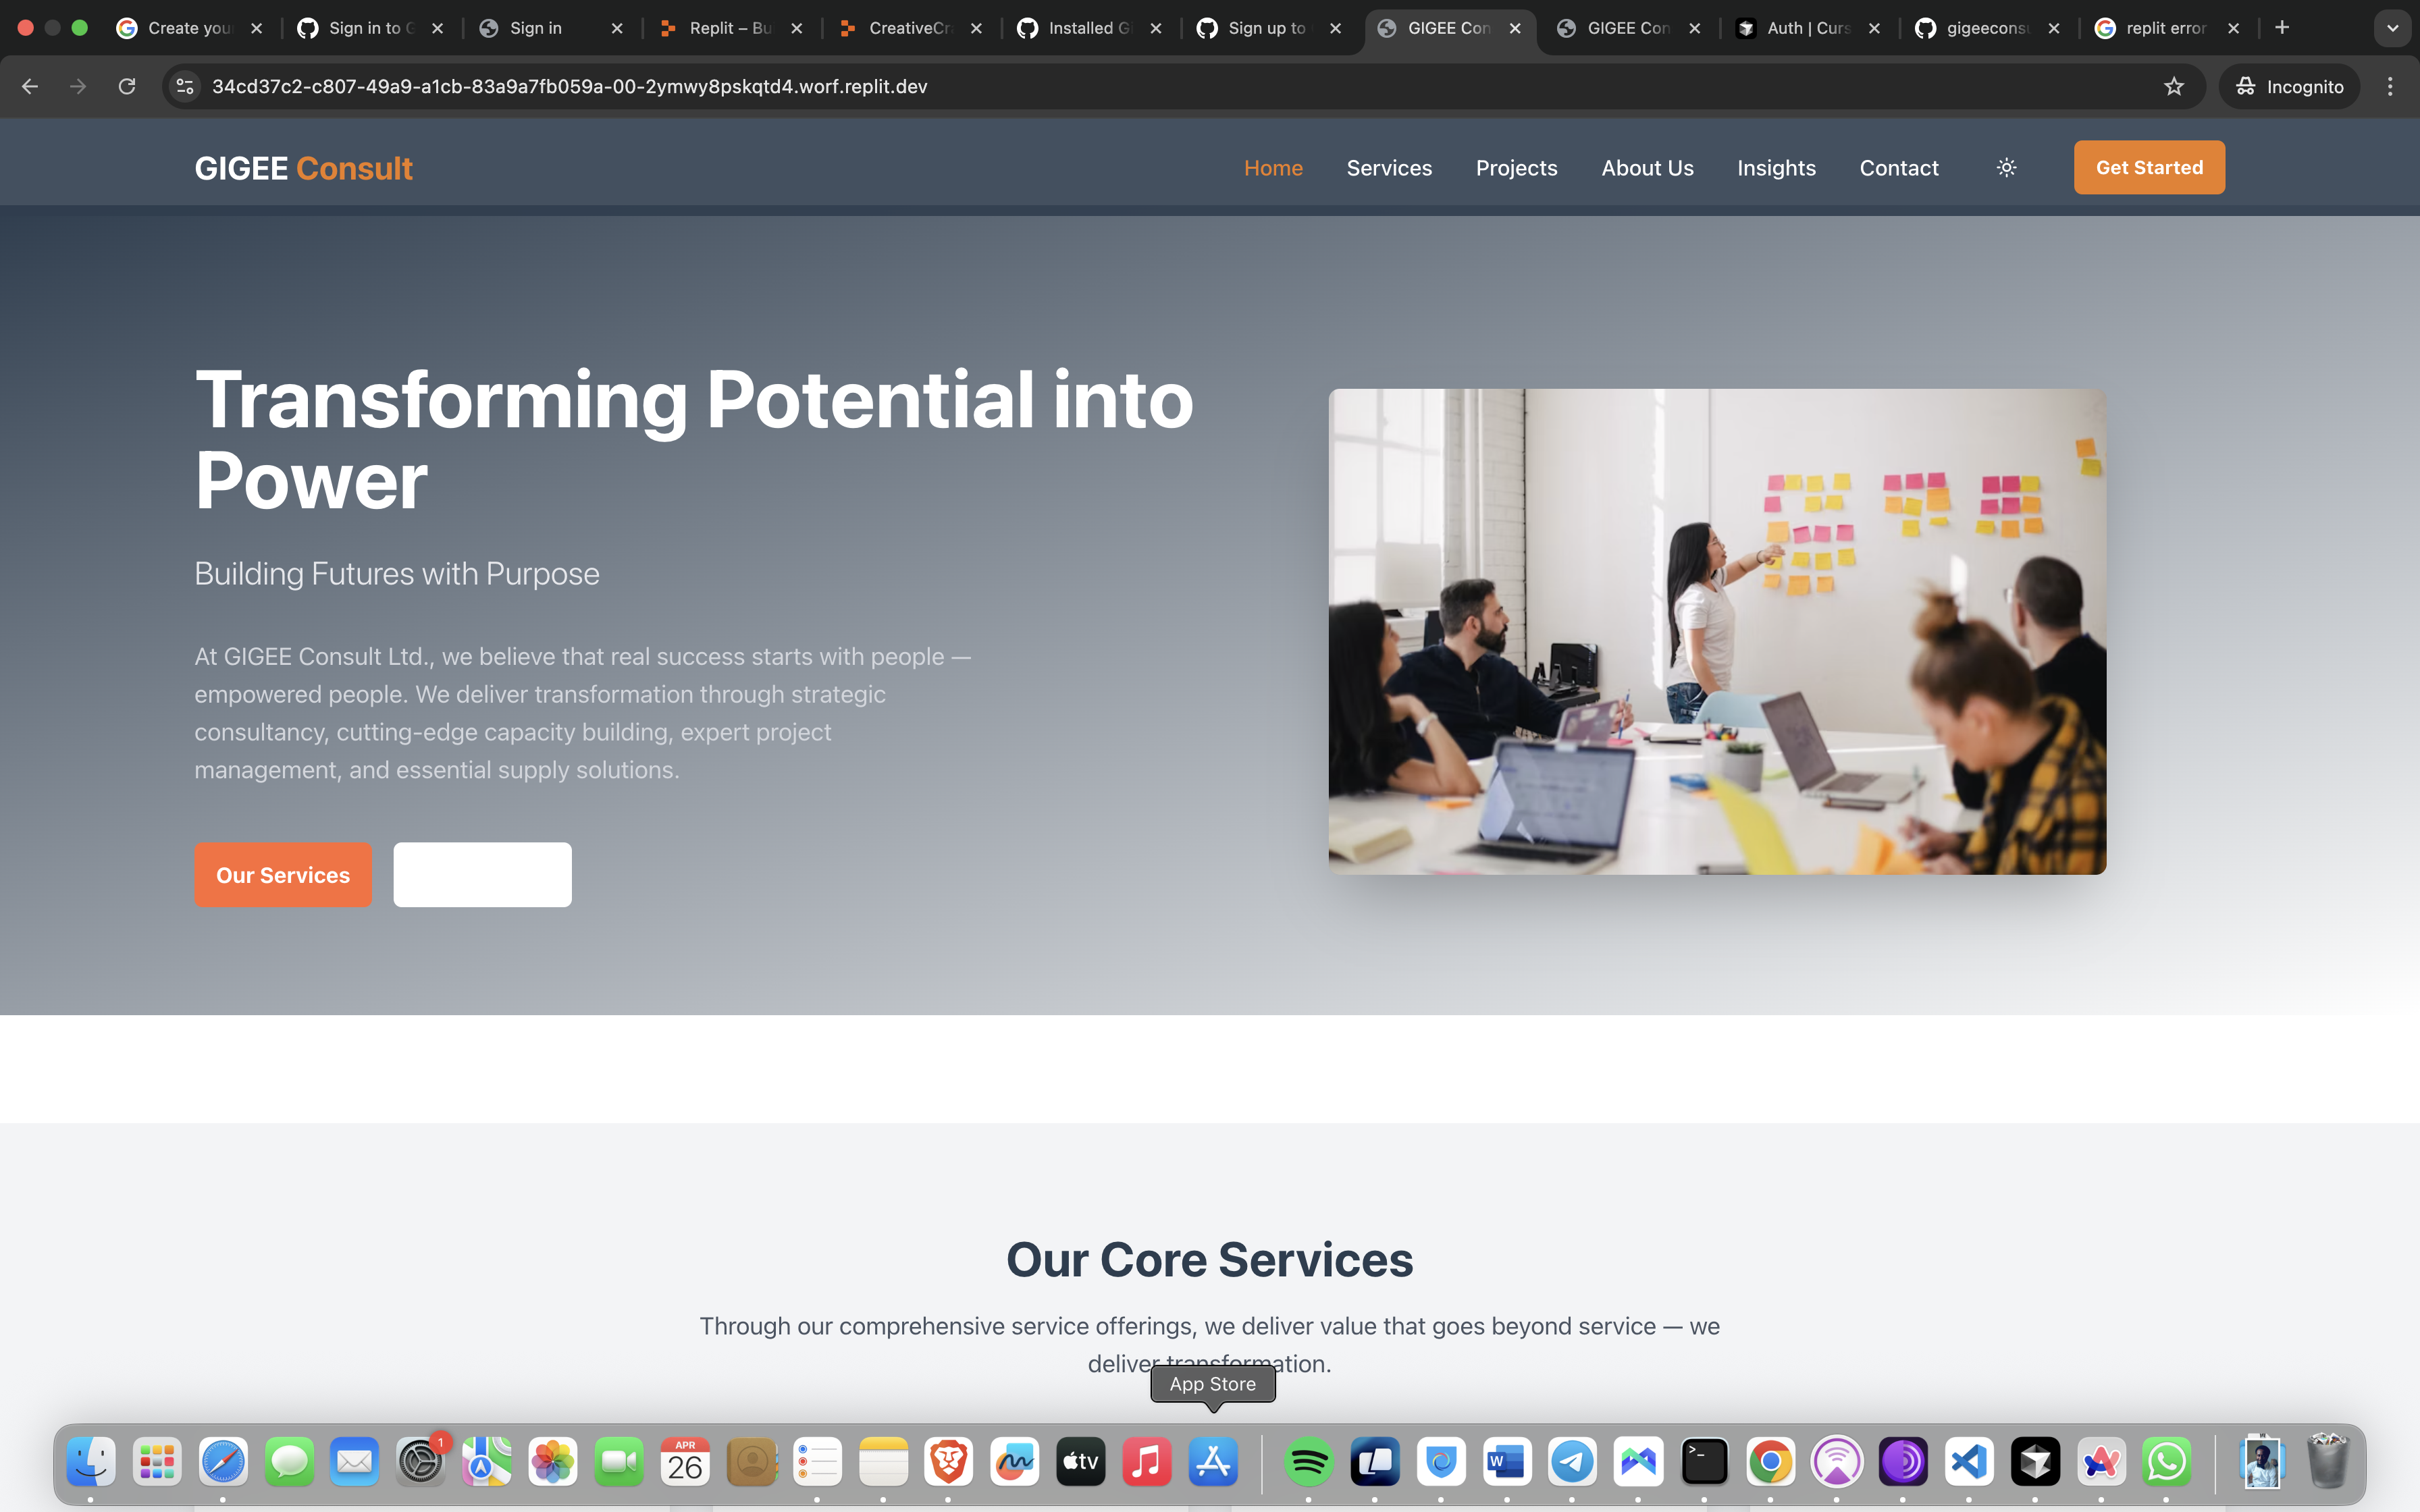 Create you
Sign in to G
Sign in
Replit – Bu
CreativeCr
Installed G
Sign up to
GIGEE Con
GIGEE Con
Auth | Curs
gigeeconsu
replit error
34cd37c2-c807-49a9-a1cb-83a9a7fb059a-00-2ymwy8pskqtd4.worf.replit.dev
Incognito
GIGEE Consult
Home
Services
Projects
About Us
Insights
Contact
Get Started
Transforming Potential into
Power
Building Futures with Purpose
At GIGEE Consult Ltd., we believe that real success starts with people —
empowered people. We deliver transformation through strategic
consultancy, cutting-edge capacity building, expert project
management, and essential supply solutions.
Our Services
Our Core Services
Through our comprehensive service offerings, we deliver value that goes beyond service — we
deliver transformation.
App Store
1
APR
26
tv
W
>_